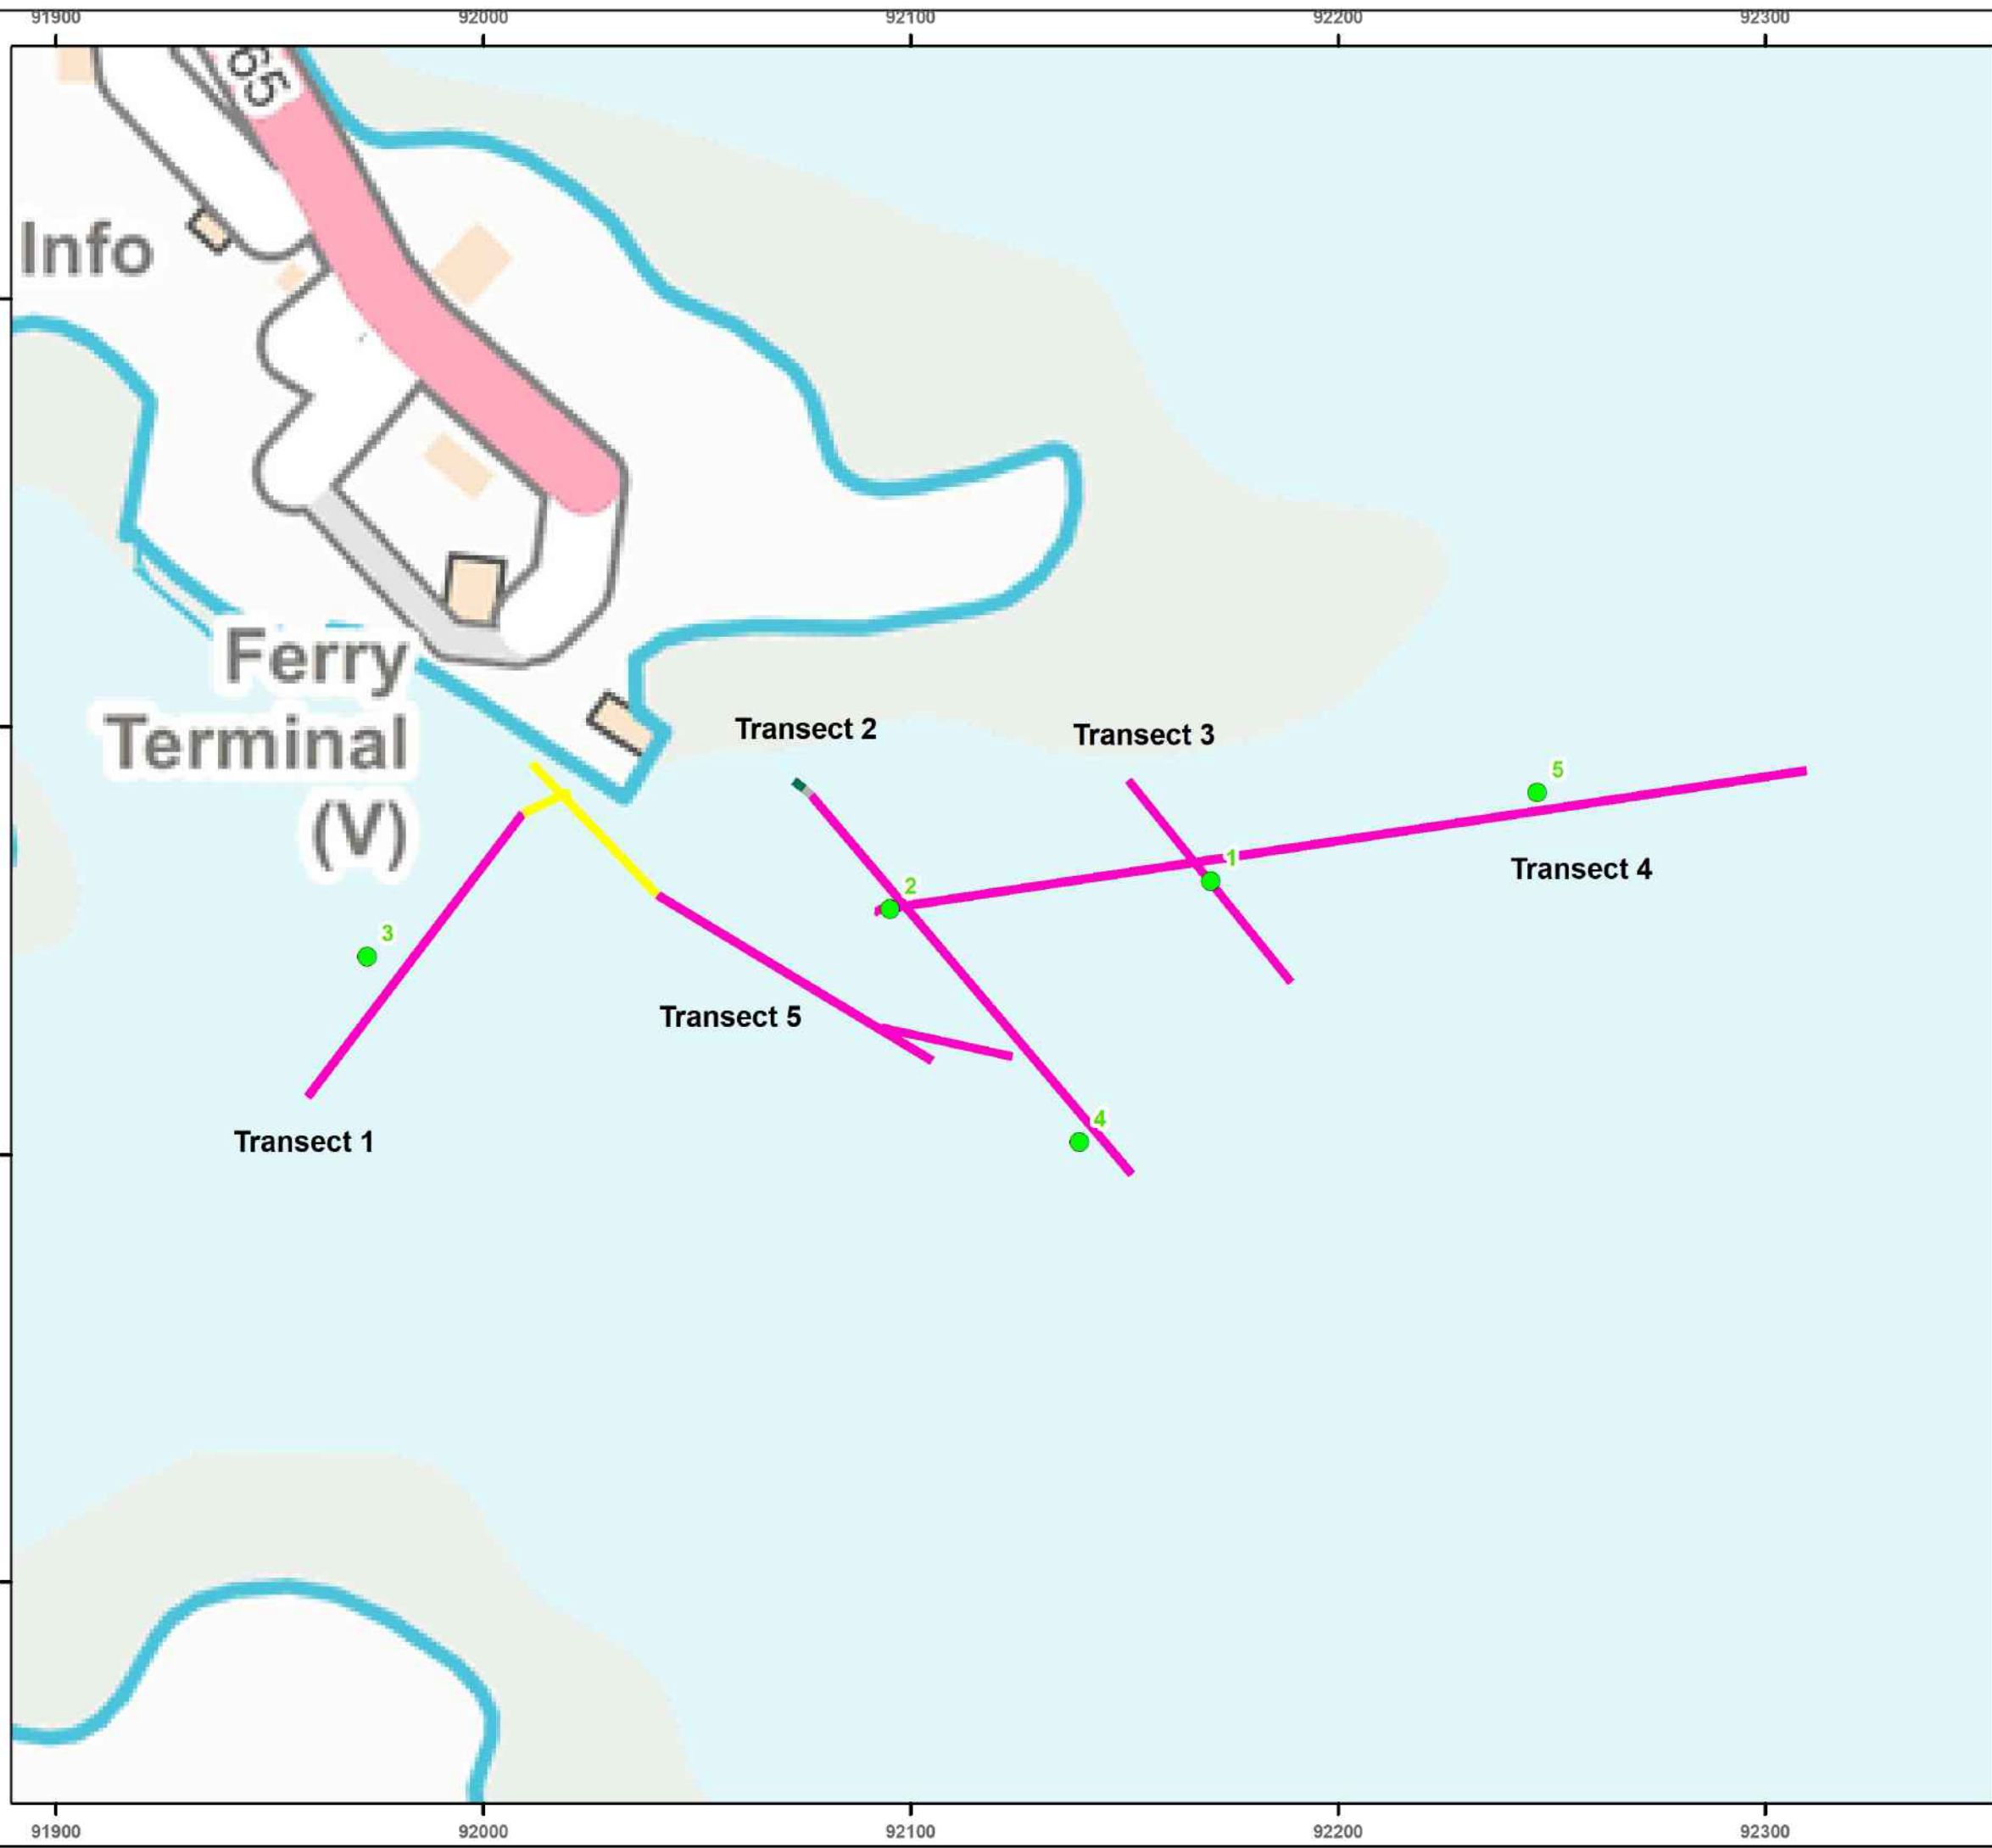 91900 92000 92100 92200 92300
65
Info
Ferry
Terminal
(V)
Transect 2
Transect 3
5
1
Transect 4
2
3
Transect 5
4
Transect 1
91900 92000 92100 92200 92300